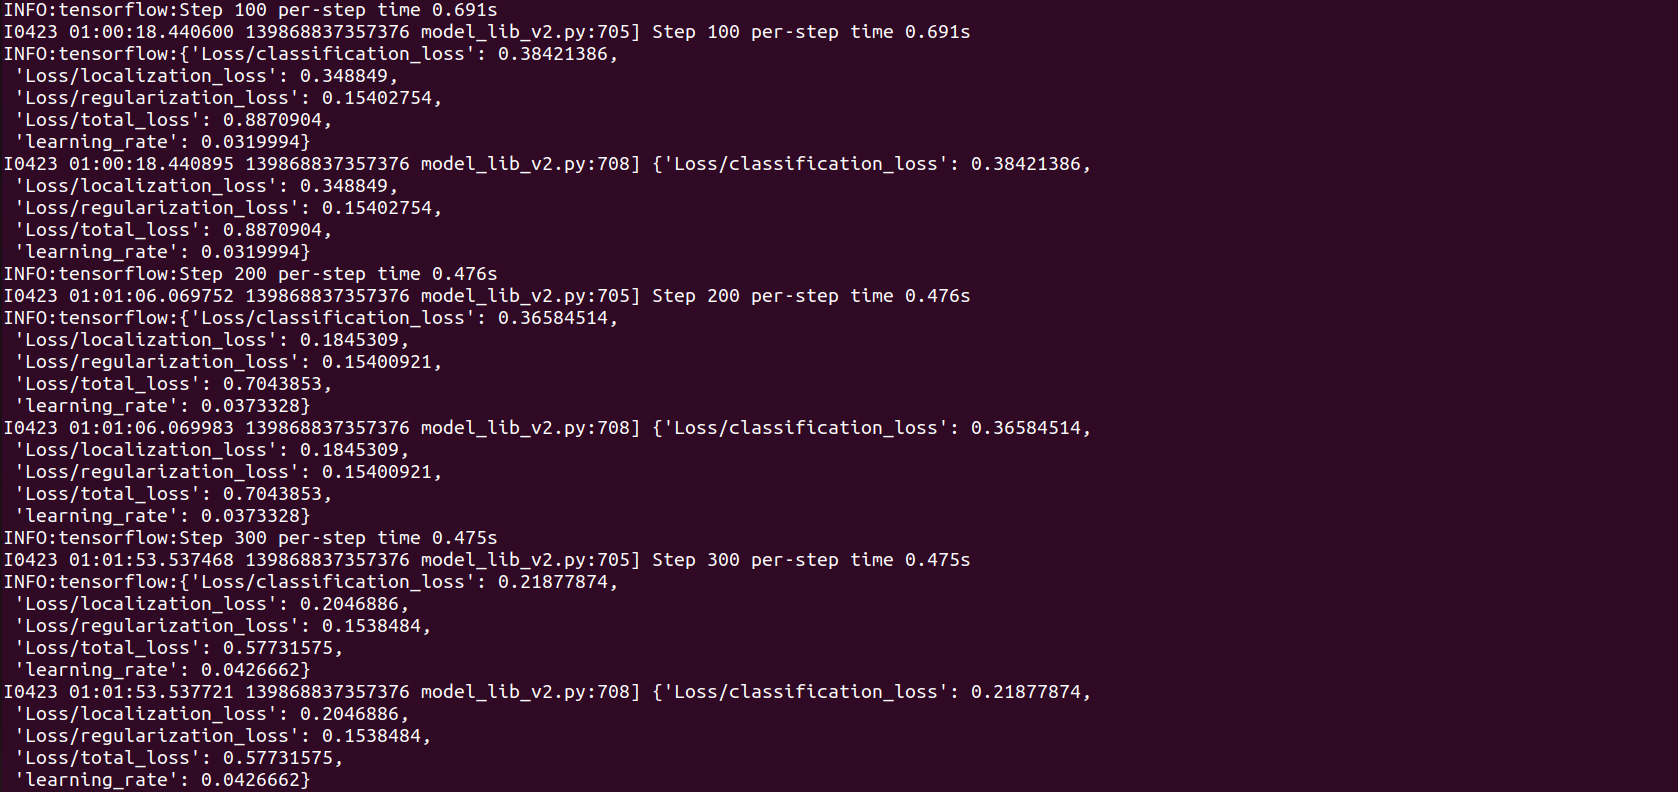 INFO:tensorflow:Step 100 per-step time 0.691s
I0423 01:00:18.440600 139868837357376 model_lib_v2.py:705] Step 100 per-step time 0.691s
INFO:tensorflow:{'Loss/classification_loss': 0.38421386,
 'Loss/localization_loss': 0.348849,
 'Loss/regularization_loss': 0.15402754,
 'Loss/total_loss': 0.8870904,
 'learning_rate': 0.0319994}
I0423 01:00:18.440895 139868837357376 model_lib_v2.py:708] {'Loss/classification_loss': 0.38421386,
 'Loss/localization_loss': 0.348849,
 'Loss/regularization_loss': 0.15402754,
 'Loss/total_loss': 0.8870904,
 'learning_rate': 0.0319994}
INFO:tensorflow:Step 200 per-step time 0.476s
I0423 01:01:06.069752 139868837357376 model_lib_v2.py:705] Step 200 per-step time 0.476s
INFO:tensorflow:{'Loss/classification_loss': 0.36584514,
 'Loss/localization_loss': 0.1845309,
 'Loss/regularization_loss': 0.15400921,
 'Loss/total_loss': 0.7043853,
 'learning_rate': 0.0373328}
I0423 01:01:06.069983 139868837357376 model_lib_v2.py:708] {'Loss/classification_loss': 0.36584514,
 'Loss/localization_loss': 0.1845309,
 'Loss/regularization_loss': 0.15400921,
 'Loss/total_loss': 0.7043853,
 'learning_rate': 0.0373328}
INFO:tensorflow:Step 300 per-step time 0.475s
I0423 01:01:53.537468 139868837357376 model_lib_v2.py:705] Step 300 per-step time 0.475s
INFO:tensorflow:{'Loss/classification_loss': 0.21877874,
 'Loss/localization_loss': 0.2046886,
 'Loss/regularization_loss': 0.1538484,
 'Loss/total_loss': 0.57731575,
 'learning_rate': 0.0426662}
I0423 01:01:53.537721 139868837357376 model_lib_v2.py:708] {'Loss/classification_loss': 0.21877874,
 'Loss/localization_loss': 0.2046886,
 'Loss/regularization_loss': 0.1538484,
 'Loss/total_loss': 0.57731575,
 'learning_rate': 0.0426662}